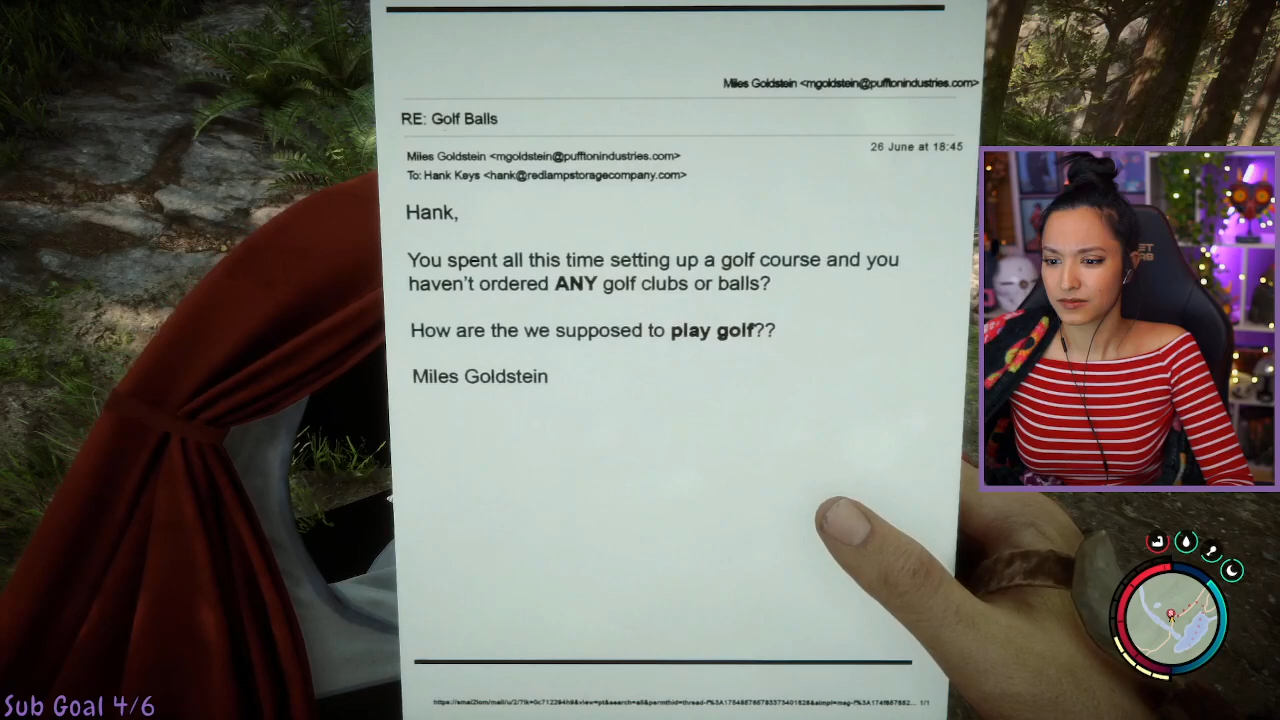 Miles Goldstein <mgoldstein@pufftonindustries.com>
RE: Golf Balls
26 June at 18:45
Miles Goldstein <mgoldstein@pufftonindustries.com>
To: Hank Keys <hank@redlampstoragecompany.com>
Hank,
You spent all this time setting up a golf course and you
haven't ordered ANY golf clubs or balls?
How are the we supposed to play golf??
Miles Goldstein
1/1
Sub Goal 4/6